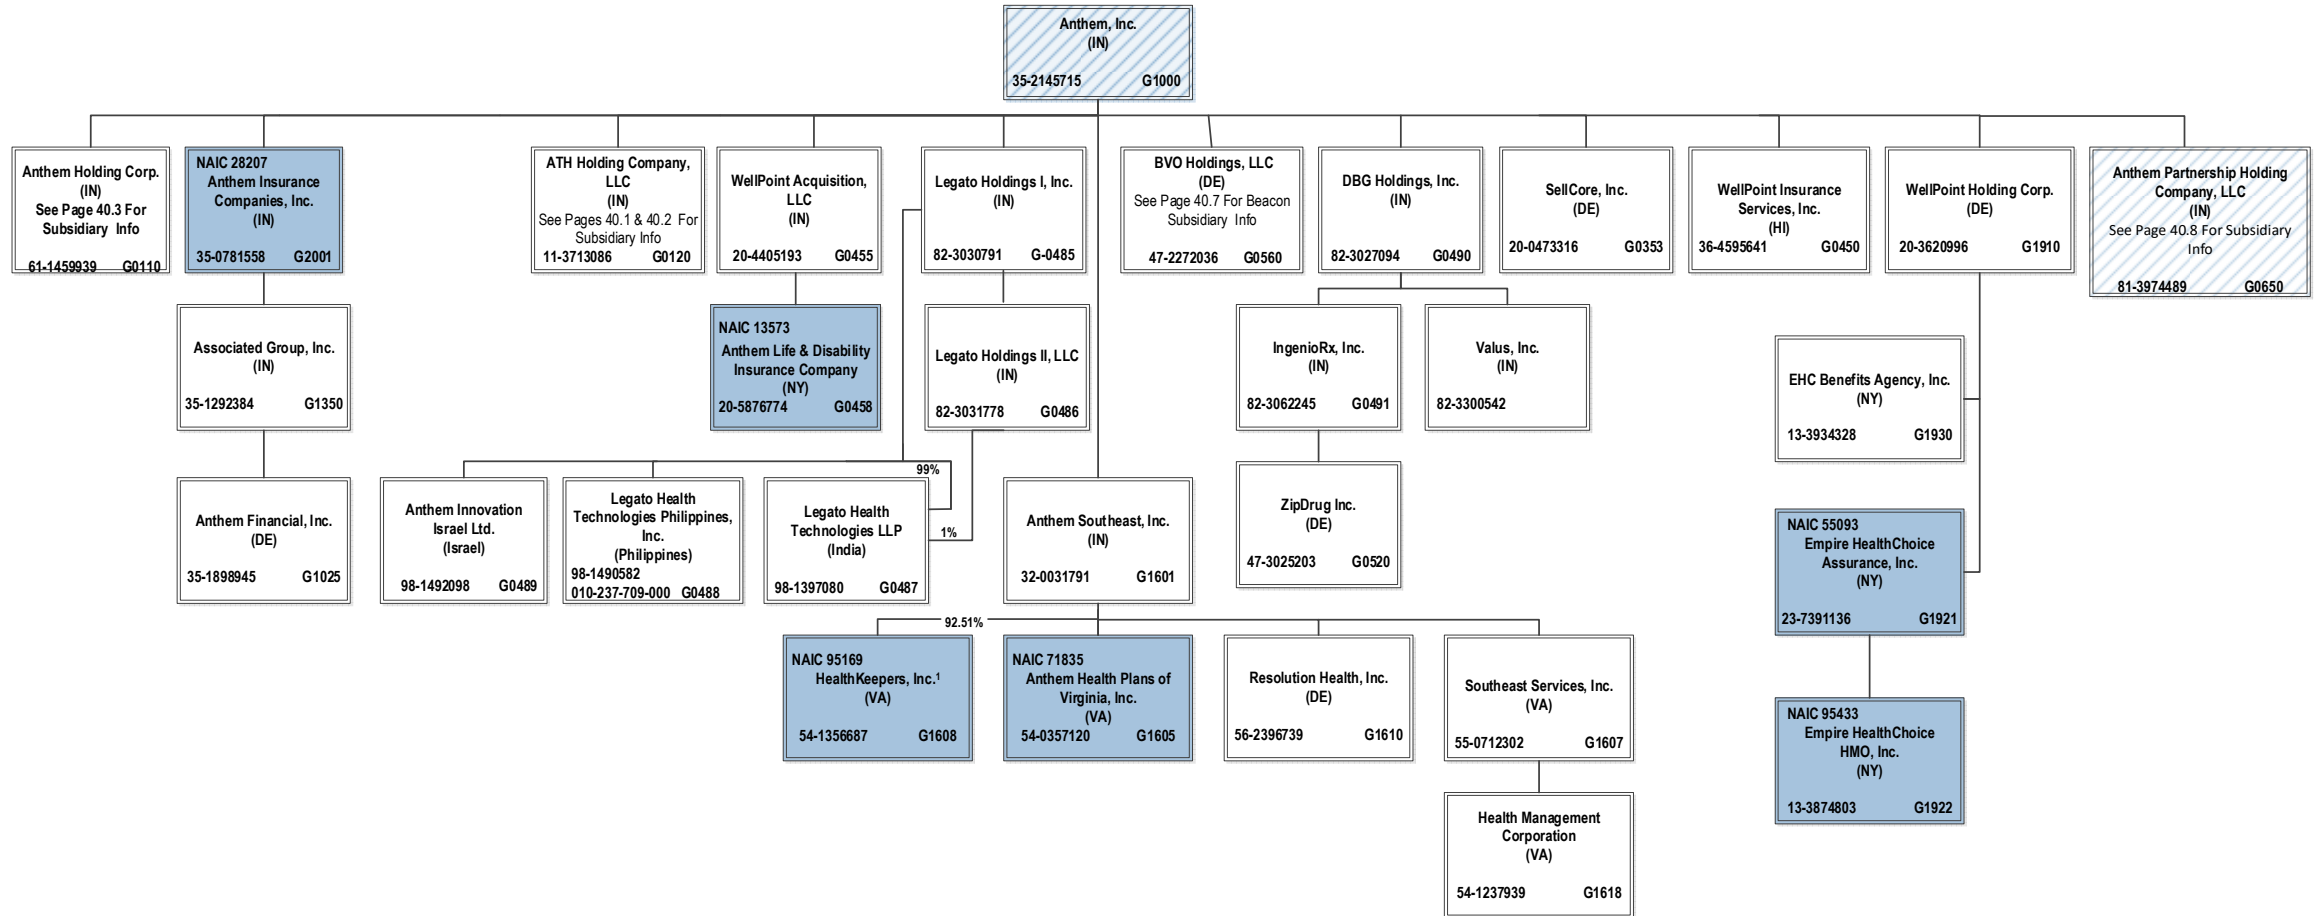 Anthem, Inc.
(IN)
35-2145715 G1000
Anthem Holding Corp.
(IN)
See Page 40.3 For
Subsidiary Info
61-1459939 G0110
NAIC 28207
Anthem Insurance
Companies, Inc.
(IN)
35-0781558 G2001
ATH Holding Company,
LLC
(IN)
See Pages 40.1 & 40.2 For
Subsidiary Info
11-3713086 G0120
WellPoint Acquisition,
LLC
(IN)
20-4405193 G0455
Legato Holdings I, Inc.
(IN)
82-3030791 G-0485
BVO Holdings, LLC
(DE)
See Page 40.7 For Beacon
Subsidiary Info
47-2272036 G0560
DBG Holdings, Inc.
(IN)
82-3027094 G0490
SellCore, Inc.
(DE)
20-0473316 G0353
WellPoint Insurance
Services, Inc.
(HI)
36-4595641 G0450
WellPoint Holding Corp.
(DE)
20-3620996 G1910
Anthem Partnership Holding
Company, LLC
(IN)
See Page 40.8 For Subsidiary
Info
81-3974489 G0650
Associated Group, Inc.
(IN)
35-1292384 G1350
NAIC 13573
Anthem Life & Disability
Insurance Company
(NY)
20-5876774 G0458
Legato Holdings II, LLC
(IN)
82-3031778 G0486
IngenioRx, Inc.
(IN)
82-3062245 G0491
Valus, Inc.
(IN)
82-3300542
EHC Benefits Agency, Inc.
(NY)
13-3934328 G1930
99%
1%
Anthem Financial, Inc.
(DE)
35-1898945 G1025
Anthem Innovation
Israel Ltd.
(Israel)
98-1492098 G0489
Legato Health
Technologies Philippines,
Inc.
(Philippines)
98-1490582
010-237-709-000 G0488
Legato Health
Technologies LLP
(India)
98-1397080 G0487
Anthem Southeast, Inc.
(IN)
32-0031791 G1601
ZipDrug Inc.
(DE)
47-3025203 G0520
NAIC 55093
Empire HealthChoice
Assurance, Inc.
(NY)
23-7391136 G1921
92.51%
NAIC 95169
HealthKeepers, Inc.¹
(VA)
54-1356687 G1608
NAIC 71835
Anthem Health Plans of
Virginia, Inc.
(VA)
54-0357120 G1605
Resolution Health, Inc.
(DE)
56-2396739 G1610
Southeast Services, Inc.
(VA)
55-0712302 G1607
NAIC 95433
Empire HealthChoice
HMO, Inc.
(NY)
13-3874803 G1922
Health Management
Corporation
(VA)
54-1237939 G1618